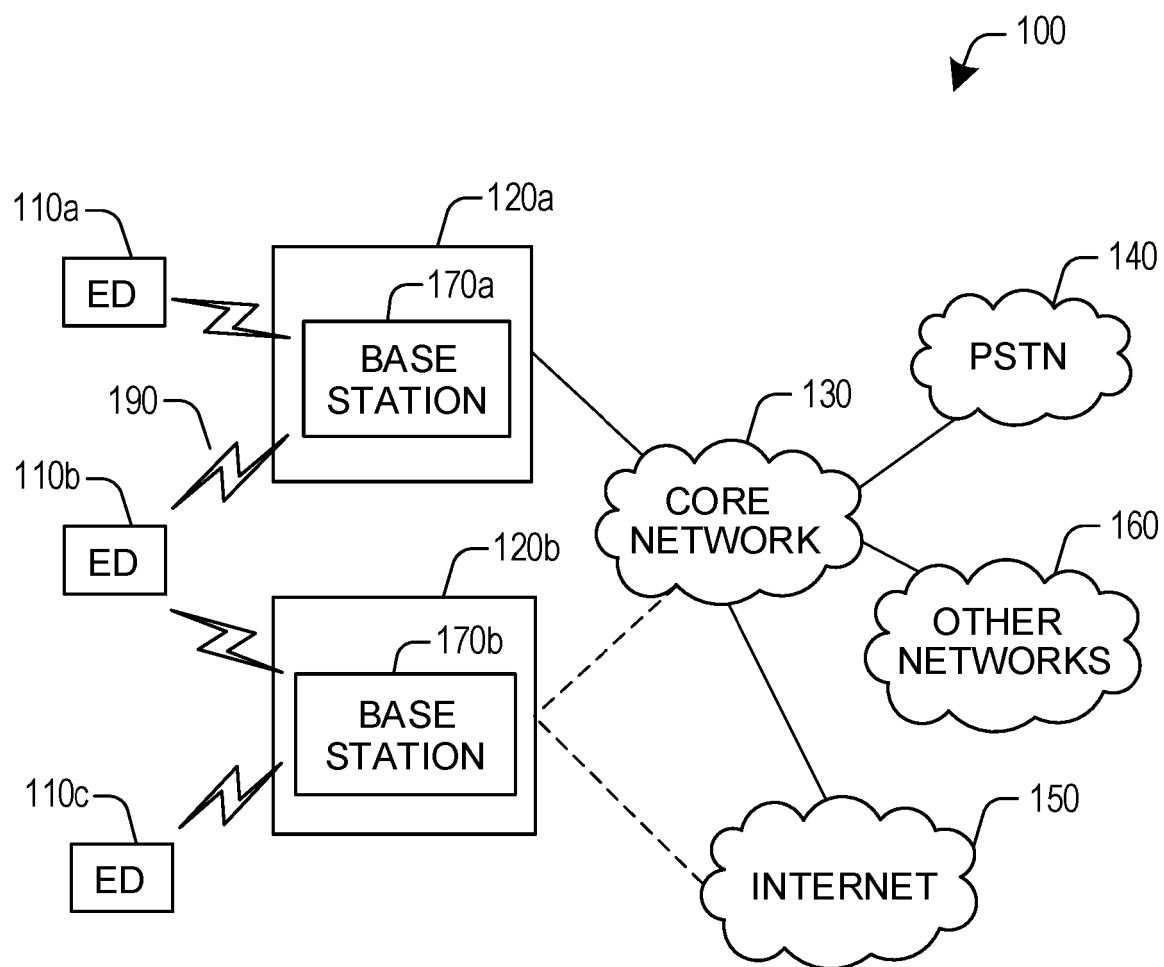 100
120a
110a
170a
140
ED
BASE
STATION
PSTN
190
130
110b
CORE
NETWORK
120b
160
ED
170b
OTHER
NETWORKS
BASE
STATION
110c
150
ED
INTERNET